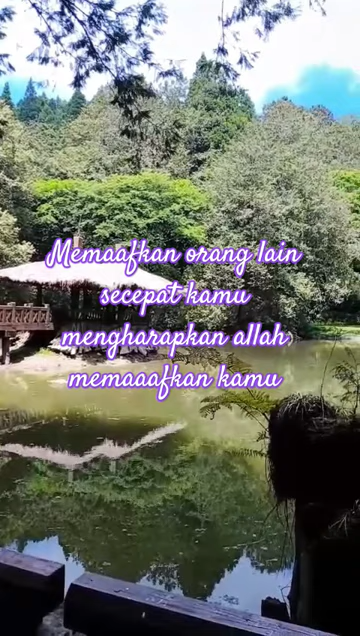 Memaafkan orang lain
secepat kamu
mengharapkan allah
memaaafkan kamu